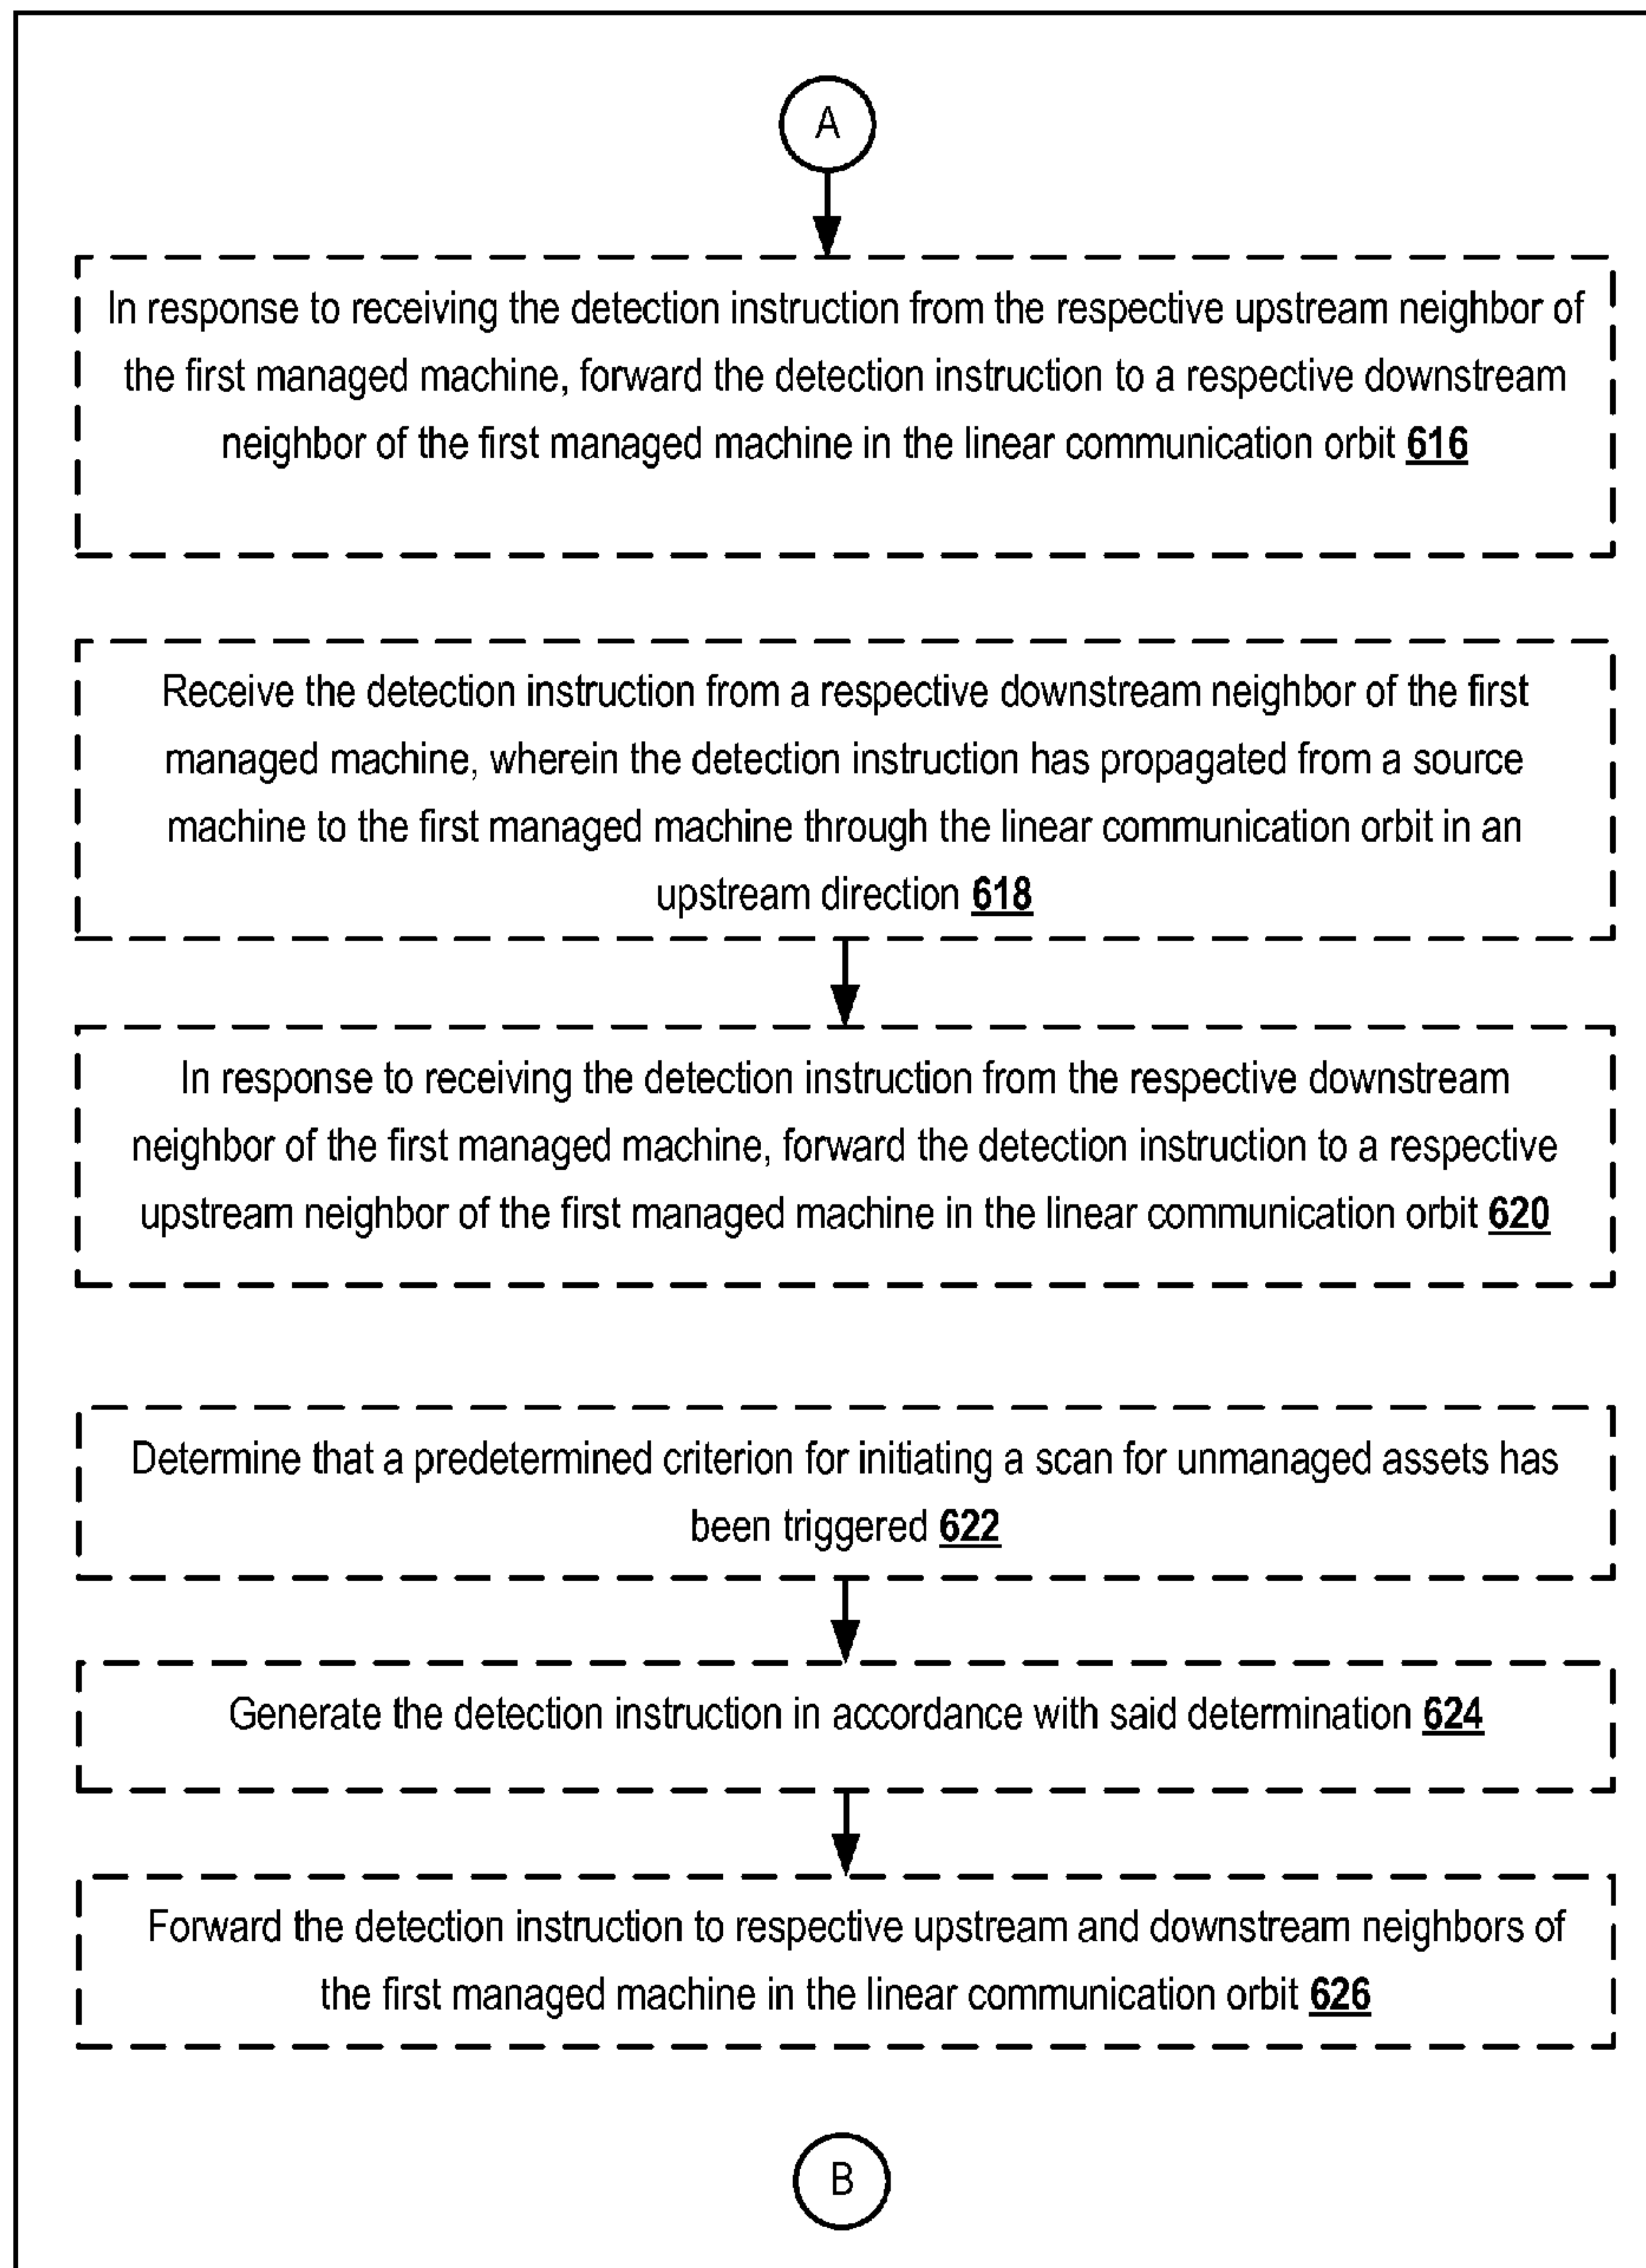 A
In response to receiving the detection instruction from the respective upstream neighbor of
the first managed machine, forward the detection instruction to a respective downstream
neighbor of the first managed machine in the linear communication orbit 616
Receive the detection instruction from a respective downstream neighbor of the first
managed machine, wherein the detection instruction has propagated from a source
machine to the first managed machine through the linear communication orbit in an
upstream direction 618
In response to receiving the detection instruction from the respective downstream
neighbor of the first managed machine, forward the detection instruction to a respective
upstream neighbor of the first managed machine in the linear communication orbit 620
Determine that a predetermined criterion for initiating a scan for unmanaged assets has
been triggered 622
Generate the detection instruction in accordance with said determination 624
Forward the detection instruction to respective upstream and downstream neighbors of
the first managed machine in the linear communication orbit 626
B